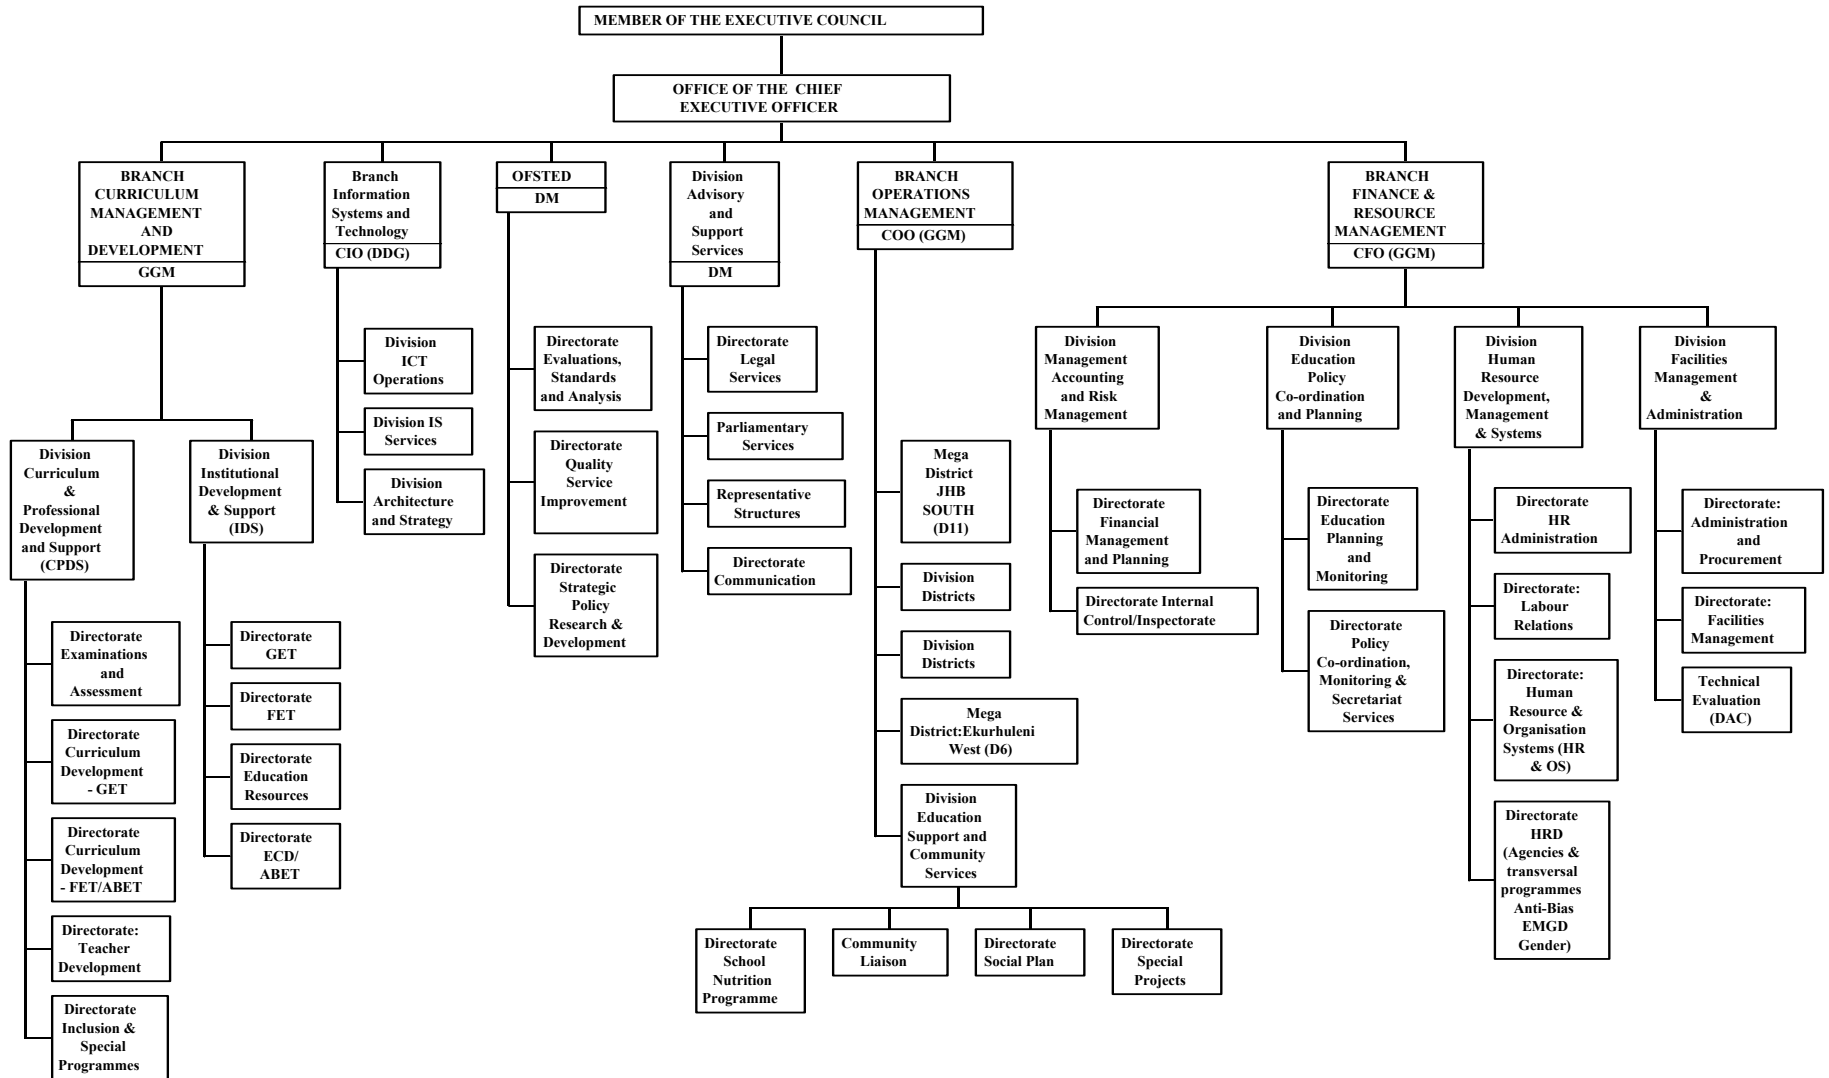 MEMBER OF THE EXECUTIVE COUNCIL
OFFICE OF THE CHIEF
EXECUTIVE OFFICER
BRANCH
CURRICULUM
MANAGEMENT
AND
DEVELOPMENT
GGM
Branch
Information
Systems and
Technology
CIO (DDG)
OFSTED
DM
Division
Advisory
and
Support
Services
DM
BRANCH
OPERATIONS
MANAGEMENT
COO (GGM)
BRANCH
FINANCE &
RESOURCE
MANAGEMENT
CFO (GGM)
Division
Curriculum
&
Professional
Development
and Support
(CPDS)
Directorate
Examinations
and
Assessment
Directorate
Curriculum
Development
- GET
Directorate
Curriculum
Development
- FET/ABET
Directorate:
Teacher
Development
Directorate
Inclusion &
Special
Programmes
Division
Institutional
Development
& Support
(IDS)
Directorate
GET
Directorate
FET
Directorate
Education
Resources
Directorate
ECD/
ABET
Division
ICT
Operations
Division IS
Services
Division
Architecture
and Strategy
Directorate
Evaluations,
Standards
and Analysis
Directorate
Quality
Service
Improvement
Directorate
Strategic
Policy
Research &
Development
Directorate
Legal
Services
Parliamentary
Services
Representative
Structures
Directorate
Communication
Mega
District
JHB
SOUTH
(D11)
Division
Districts
Division
Districts
Mega
District:Ekurhuleni
West (D6)
Division
Education
Support and
Community
Services
Directorate
School
Nutrition
Programme
Community
Liaison
Directorate
Social Plan
Directorate
Special
Projects
Division
Management
Accounting
and Risk
Management
Directorate
Financial
Management
and Planning
Directorate Internal
Control/Inspectorate
Division
Education
Policy
Co-ordination
and Planning
Directorate
Education
Planning
and
Monitoring
Directorate
Policy
Co-ordination,
Monitoring &
Secretariat
Services
Division
Human
Resource
Development,
Management
& Systems
Directorate
HR
Administration
Directorate:
Labour
Relations
Directorate:
Human
Resource &
Organisation
Systems (HR
& OS)
Directorate
HRD
(Agencies &
transversal
programmes
Anti-Bias
EMGD
Gender)
Division
Facilities
Management
&
Administration
Directorate:
Administration
and
Procurement
Directorate:
Facilities
Management
Technical
Evaluation
(DAC)